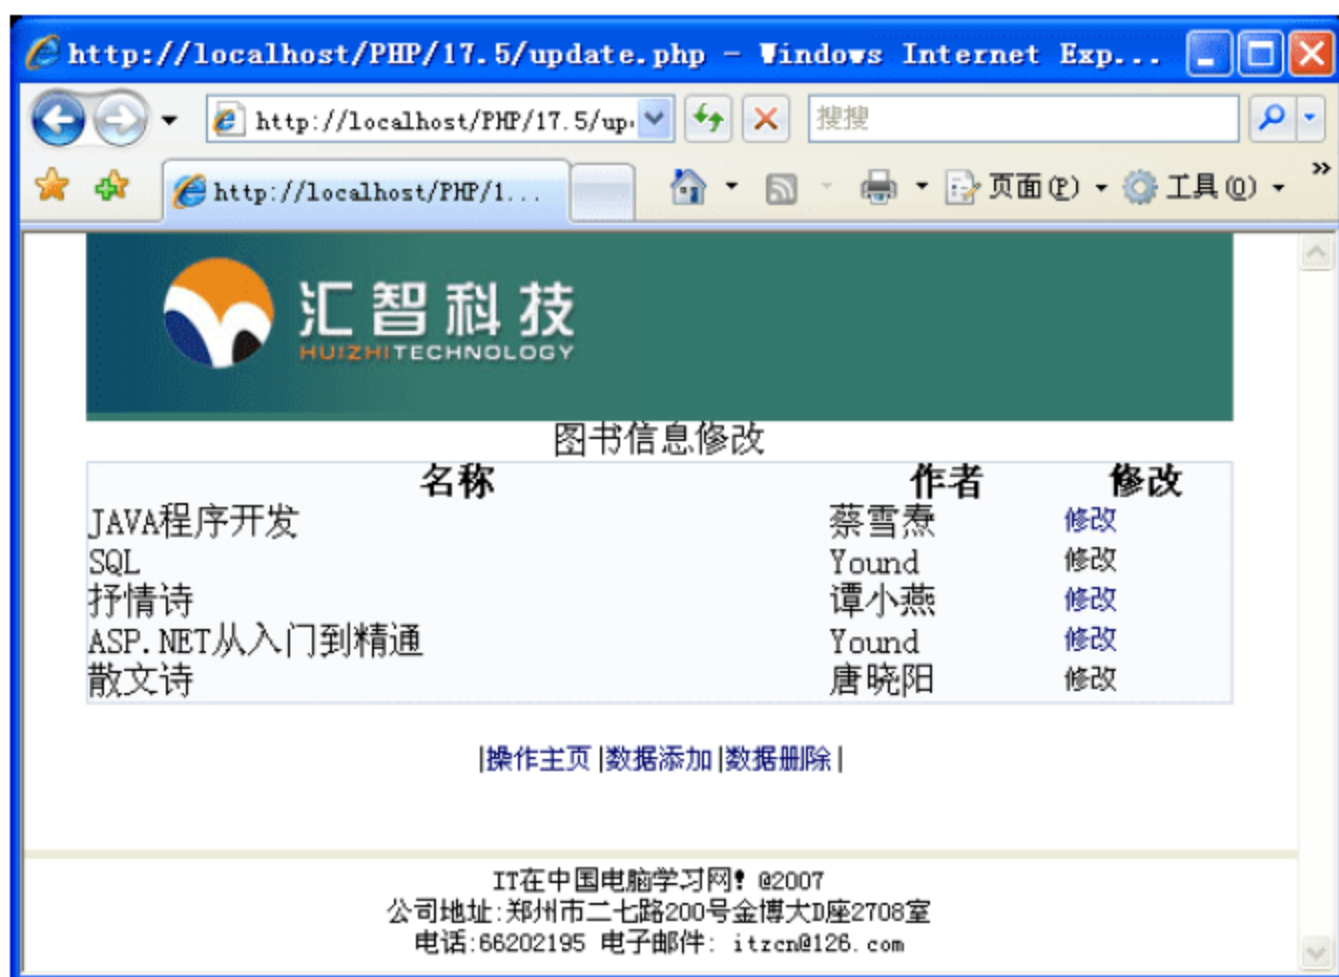 http://localhost/PHP/17.5/update.php - Windows Internet Exp...
http://localhost/PHP/17.5/up 搜搜
http://localhost/PHP/1... 页面(P) 工具(O) »
汇智科技
HUIZHITECHNOLOGY
图书信息修改
名称 作者 修改
JAVA程序开发 蔡雪焘 修改
SQL Yound 修改
抒情诗 谭小燕 修改
ASP.NET从入门到精通 Yound 修改
散文诗 唐晓阳 修改
|操作主页|数据添加|数据删除|
IT在中国电脑学习网! @2007
公司地址:郑州市二七路200号金博大D座2708室
电话:66202195 电子邮件: itzcn@126.com